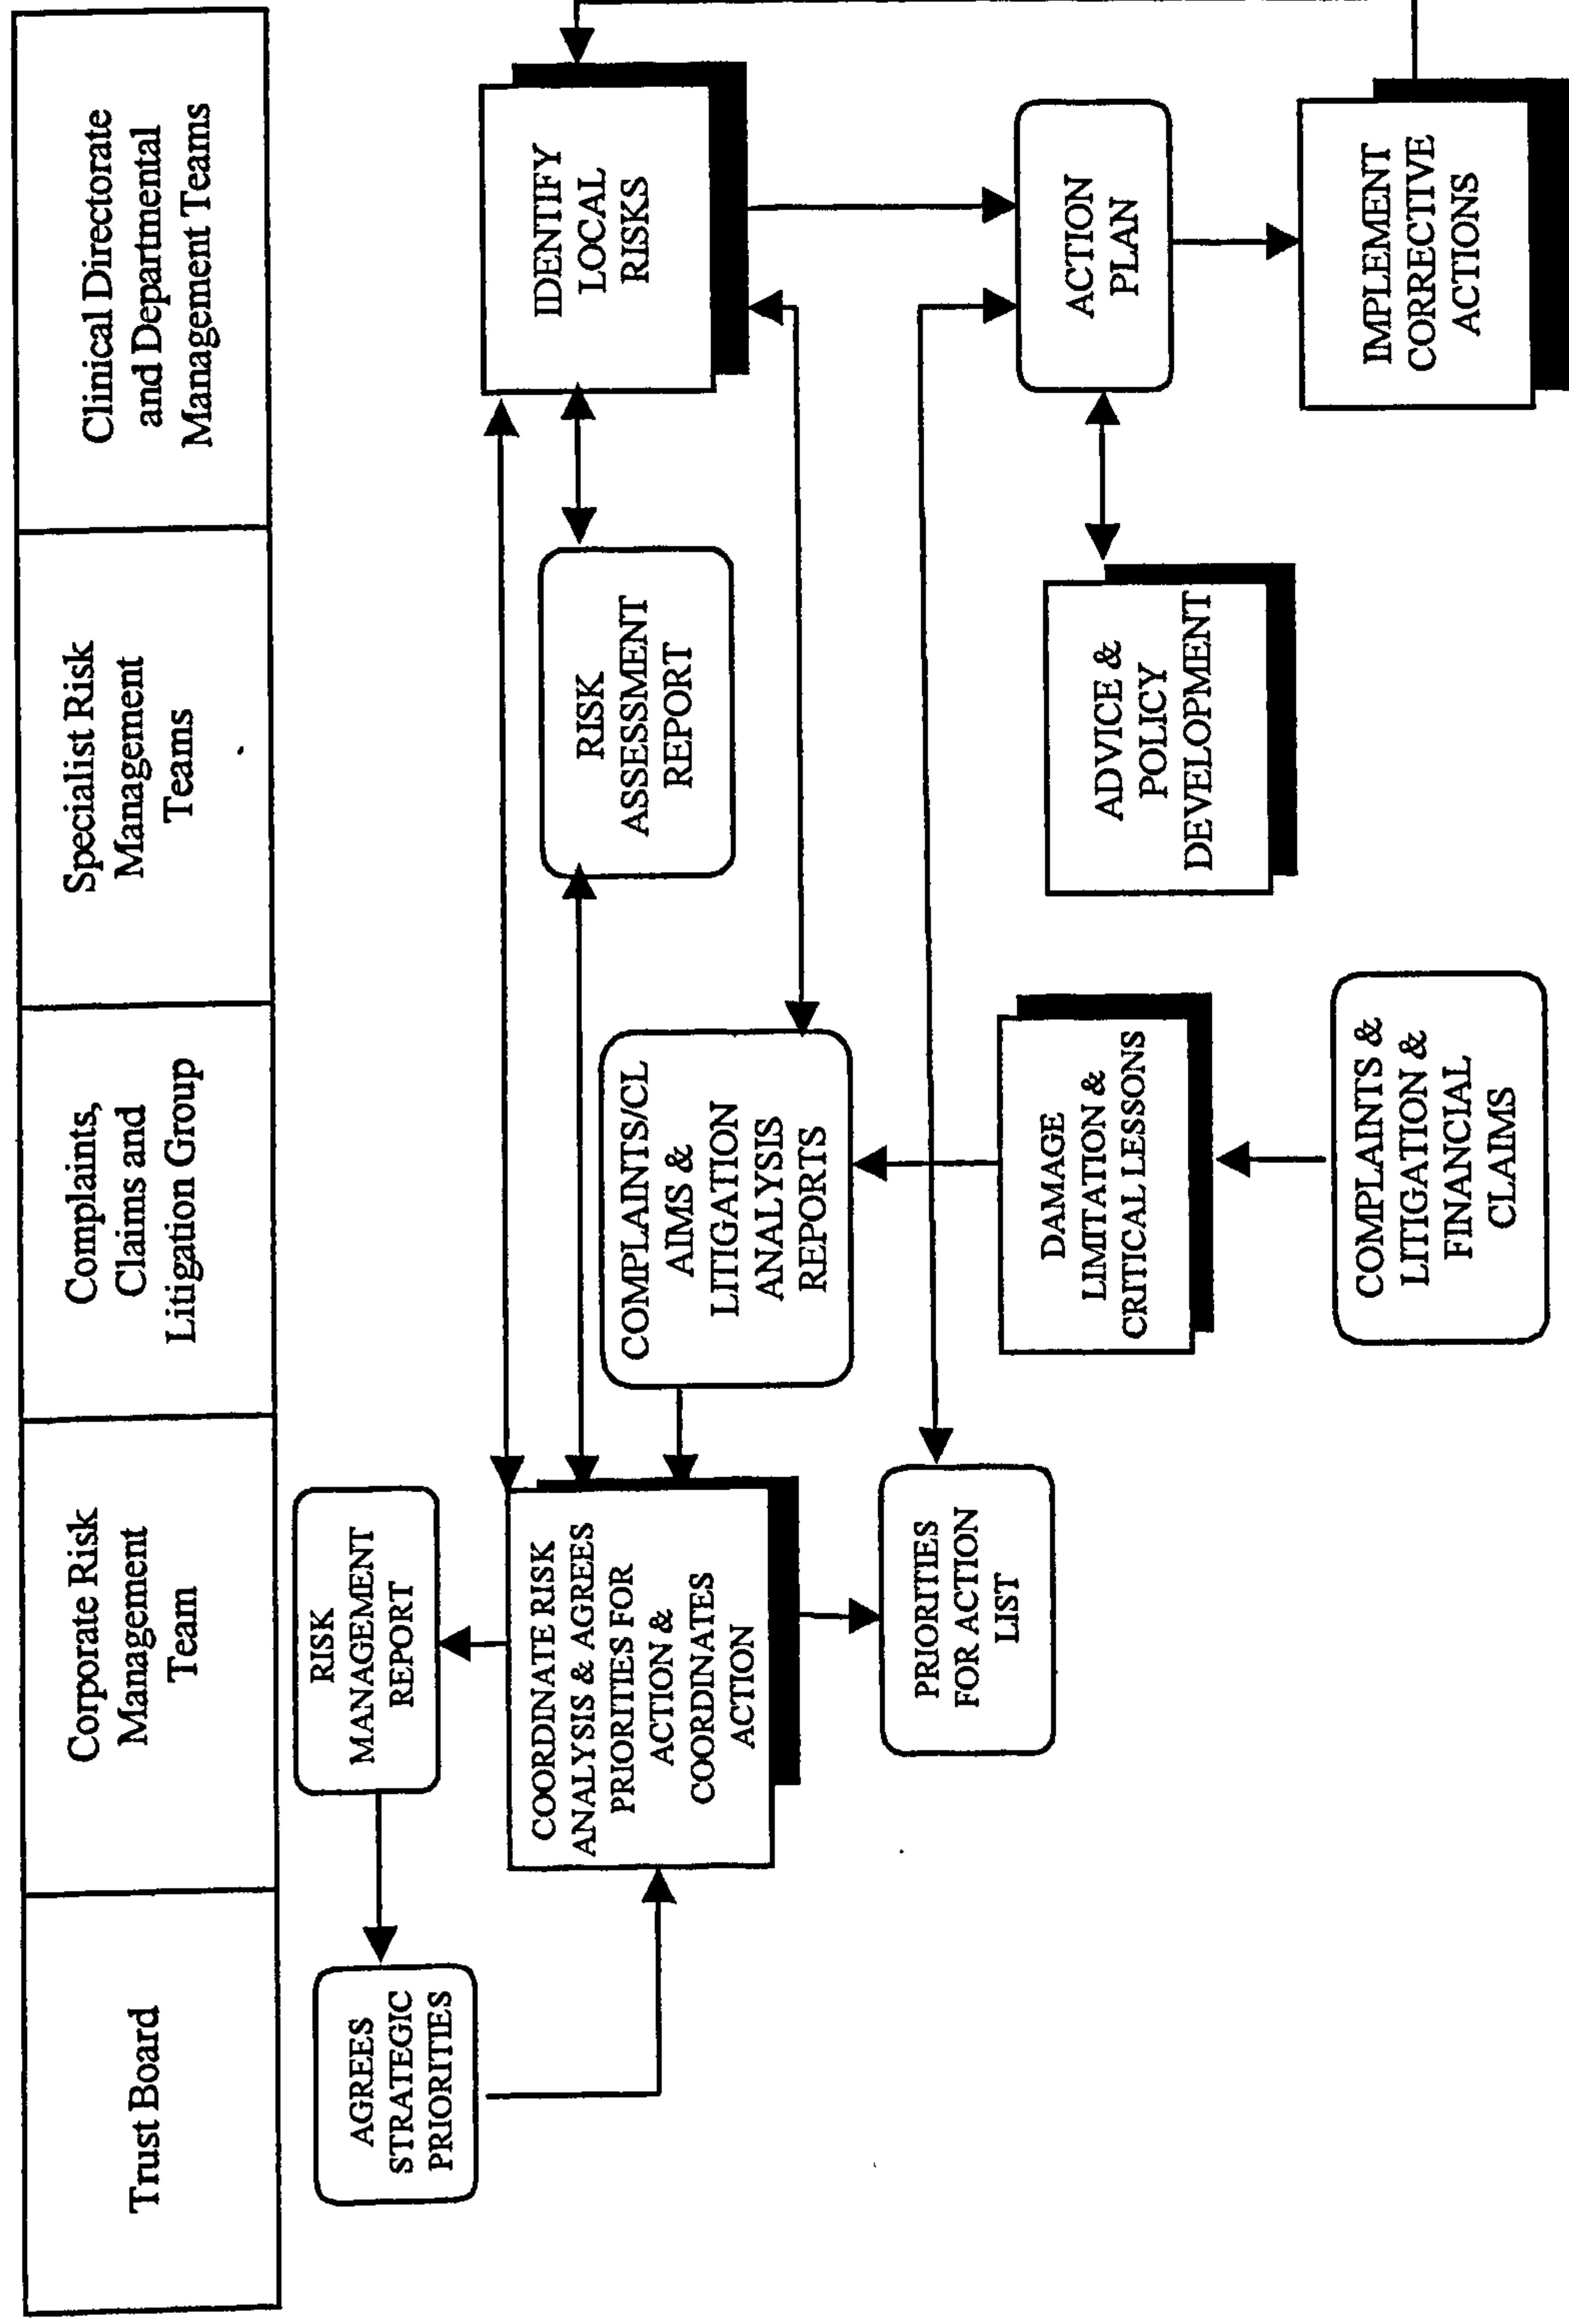 Trust Board
Corporate Risk
Management
Team
Complaints,
Claims and
Litigation Group
Specialist Risk
Management
Teams
Clinical Directorate
and Departmental
Management Teams
AGREES
STRATEGIC
PRIORITIES
RISK
MANAGEMENT
REPORT
COORDINATE RISK
ANALYSIS & AGREES
PRIORITIES FOR
ACTION &
COORDINATES
ACTION
PRIORITIES
FOR ACTION
LIST
COMPLAINTS/CL
AIMS &
LITIGATION
ANALYSIS
REPORTS
DAMAGE
LIMITATION &
CRITICAL LESSONS
COMPLAINTS &
LITIGATION &
FINANCIAL
CLAIMS
RISK
ASSESSMENT
REPORT
ADVICE &
POLICY
DEVELOPMENT
IDENTIFY
LOCAL
RISKS
ACTION
PLAN
IMPLEMENT
CORRECTIVE
ACTIONS